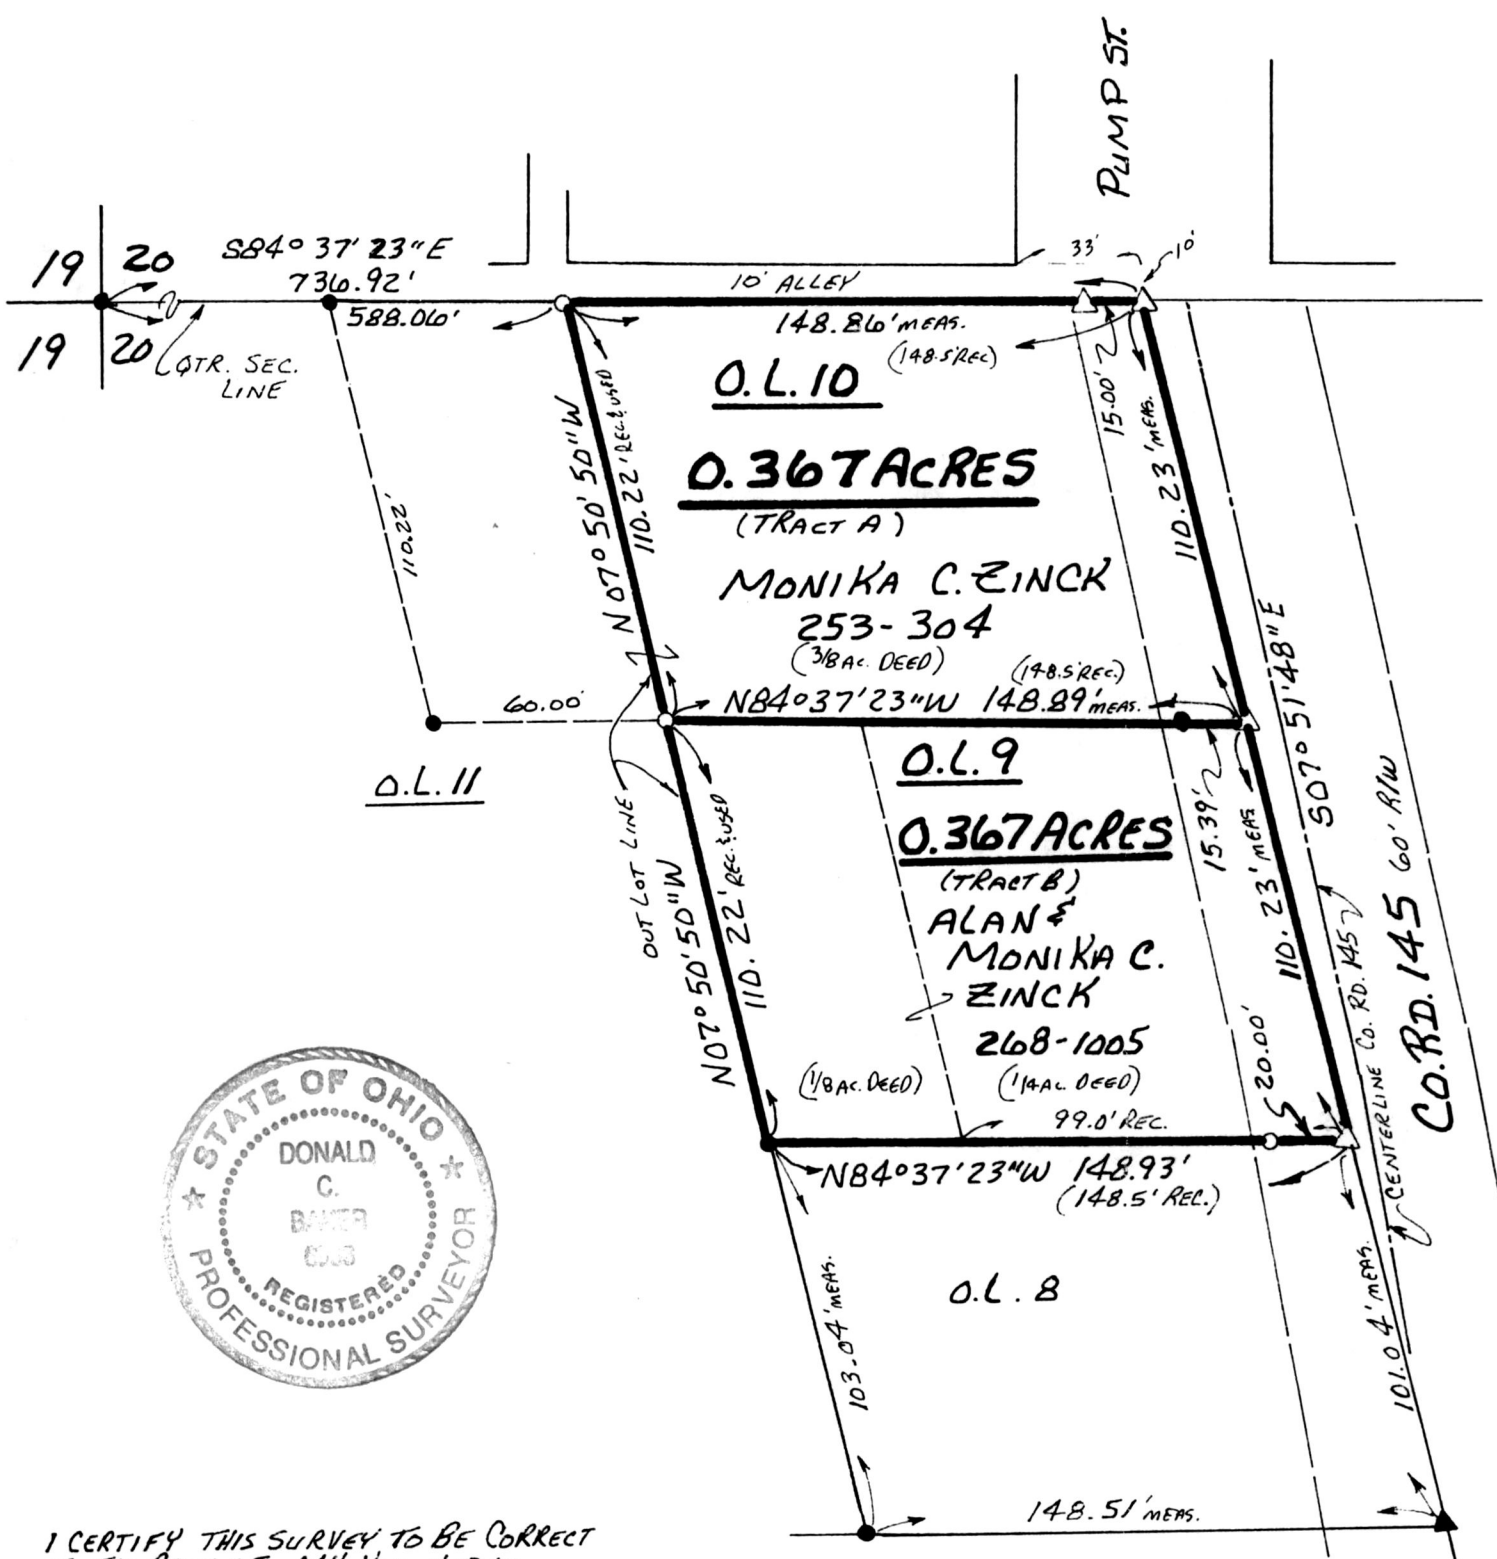 PUMP ST.
19 20
S84° 37' 23" E
736.92'
33'
10'
10' ALLEY
588.06'
148.86' MEAS.
(148.5 REC)
19 20
QTR. SEC.
LINE
O.L. 10
15.00'
0.367 ACRES
(TRACT A)
N 07° 50' 50" W
110.22' REC. & USED
110.23' MEAS.
110.22'
MONIKA C. ZINCK
253-304
(3/8 AC. DEED)
(148.5 REC.)
S07° 51' 48" E
60.00'
N84° 37' 23" W 148.89' MEAS.
O.L. 11
O.L. 9
OUT LOT LINE
0.367 ACRES
(TRACT B)
15.39'
60' R/W
CO. RD. 145
N07° 50' 50" W
110.22' REC. & USED
110.23' MEAS
ALAN &
MONIKA C.
ZINCK
268-1005
(1/8 AC. DEED)
(1/4 AC. DEED)
20.00'
99.0' REC.
CENTERLINE CO. RD. 145
N84° 37' 23" W 148.93'
(148.5' REC.)
STATE OF OHIO
DONALD
C.
REGISTERED
PROFESSIONAL SURVEYOR
103.04' MEAS.
O.L. 8
101.04' MEAS.
148.51' MEAS.
I CERTIFY THIS SURVEY TO BE CORRECT